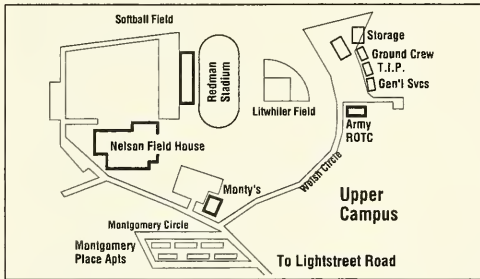 Softball Field
Storage
Ground Crew
T.I.P.
Gen'l Svcs
Redman
Stadium
Litwhiler Field
Army
ROTC
Nelson Field House
Welsh Circle
Monty's
Upper
Campus
Montgomery Circle
Montgomery
Place Apts
To Lightstreet Road